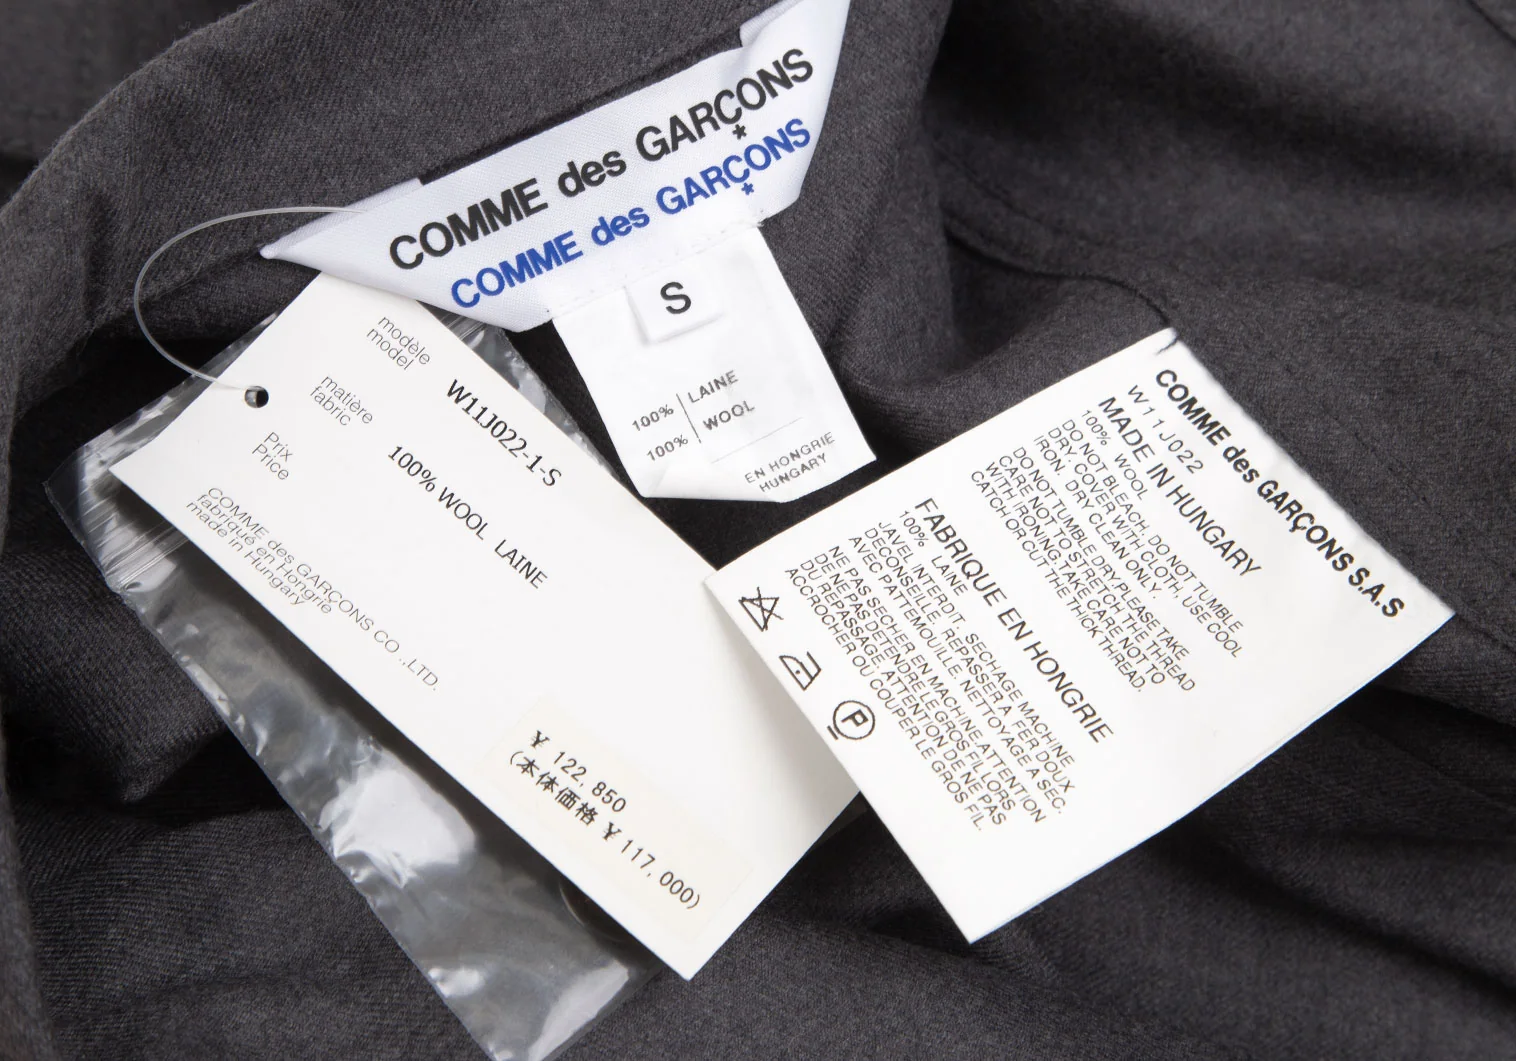 COMME des GARÇONS
*
COMME des GARÇONS
*
S
100% LAINE
100% WOOL
EN HONGRIE
HUNGARY
modèle
model
W11J022-1-S
matière
fabric
100% WOOL LAINE
Prix
Price
COMME des GARÇONS CO.,LTD.
fabriqué en Hongrie
made in Hungary
¥ 122,850
(本体価格 ¥ 117,000)
COMME des GARÇONS S.A.S
W11J022
MADE IN HUNGARY
100% WOOL
DO NOT BLEACH, DO NOT TUMBLE
DRY, COVER WITH CLOTH, USE COOL
IRON. DRY CLEAN ONLY.
DO NOT TUMBLE DRY.PLEASE TAKE
CARE NOT TO STRETCH THE THREAD
WITH IRONING.TAKE CARE NOT TO
CATCH OR CUT THE THICK THREAD.
FABRIQUE EN HONGRIE
100% LAINE
JAVEL INTERDIT. SECHAGE MACHINE
DECONSEILLE. REPASSER A FER DOUX
AVEC PATTEMOUILLE. NETTOYAGE A SEC.
NE PAS SECHER EN MACHINE.ATTENTION
DE NE PAS DETENDRE LE GROS FIL LORS
DU REPASSAGE. ATTENTION DE NE PAS
ACCROCHER OU COUPER LE GROS FIL.
P